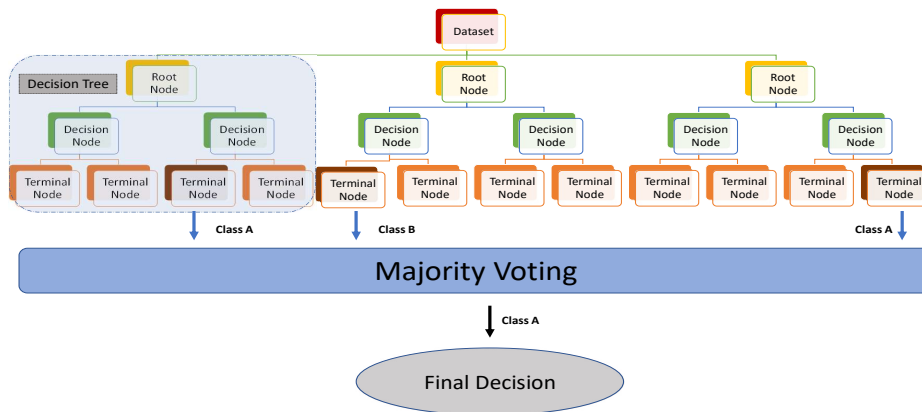 Dataset
Decision Tree
Root
Node
Root
Node
Root
Node
Decision
Node
Decision
Node
Decision
Node
Decision
Node
Decision
Node
Decision
Node
Terminal
Node
Terminal
Node
Terminal
Node
Terminal
Node
Terminal
Node
Terminal
Node
Terminal
Node
Terminal
Node
Terminal
Node
Terminal
Node
Terminal
Node
Terminal
Node
Class A
Class B
Class A
Majority Voting
Class A
Final Decision